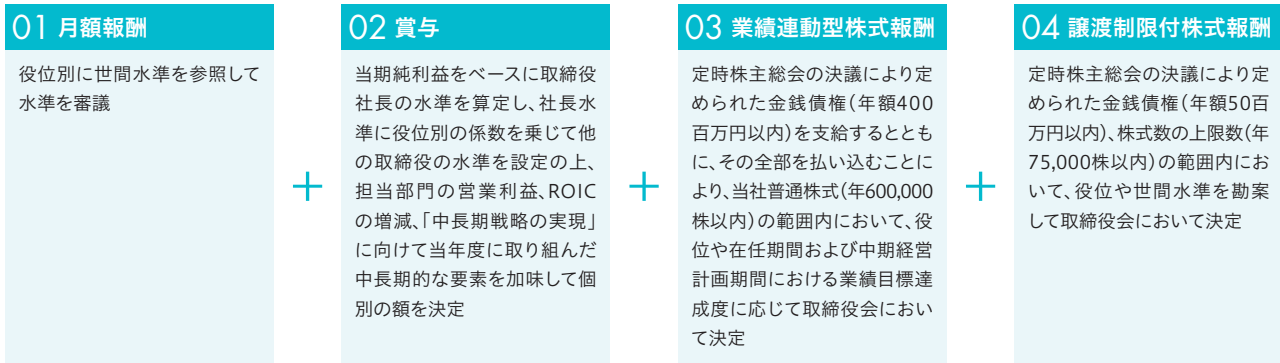 01 月額報酬
役位別に世間水準を参照して
水準を審議
+
02 賞与
当期純利益をベースに取締役
社長の水準を算定し、社長水
準に役位別の係数を乗じて他
の取締役の水準を設定の上、
担当部門の営業利益、ROIC
の増減、「中長期戦略の実現」
に向けて当年度に取り組んだ
中長期的な要素を加味して個
別の額を決定
+
03 業績連動型株式報酬
定時株主総会の決議により定
められた金銭債権(年額400
百万円以内)を支給するととも
に、その全部を払い込むことに
より、当社普通株式(年600,000
株以内)の範囲内において、役
位や在任期間および中期経営
計画期間における業績目標達
成度に応じて取締役会におい
て決定
+
04 譲渡制限付株式報酬
定時株主総会の決議により定
められた金銭債権(年額50百
万円以内)、株式数の上限数(年
75,000株以内)の範囲内にお
いて、役位や世間水準を勘案
して取締役会において決定